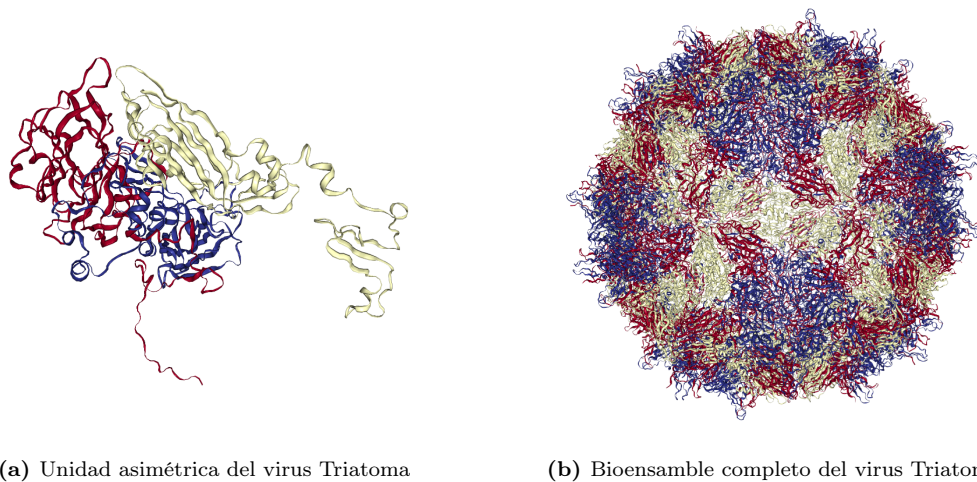 (a) Unidad asimétrica del virus Triatoma
(b) Bioensamble completo del virus Triatom